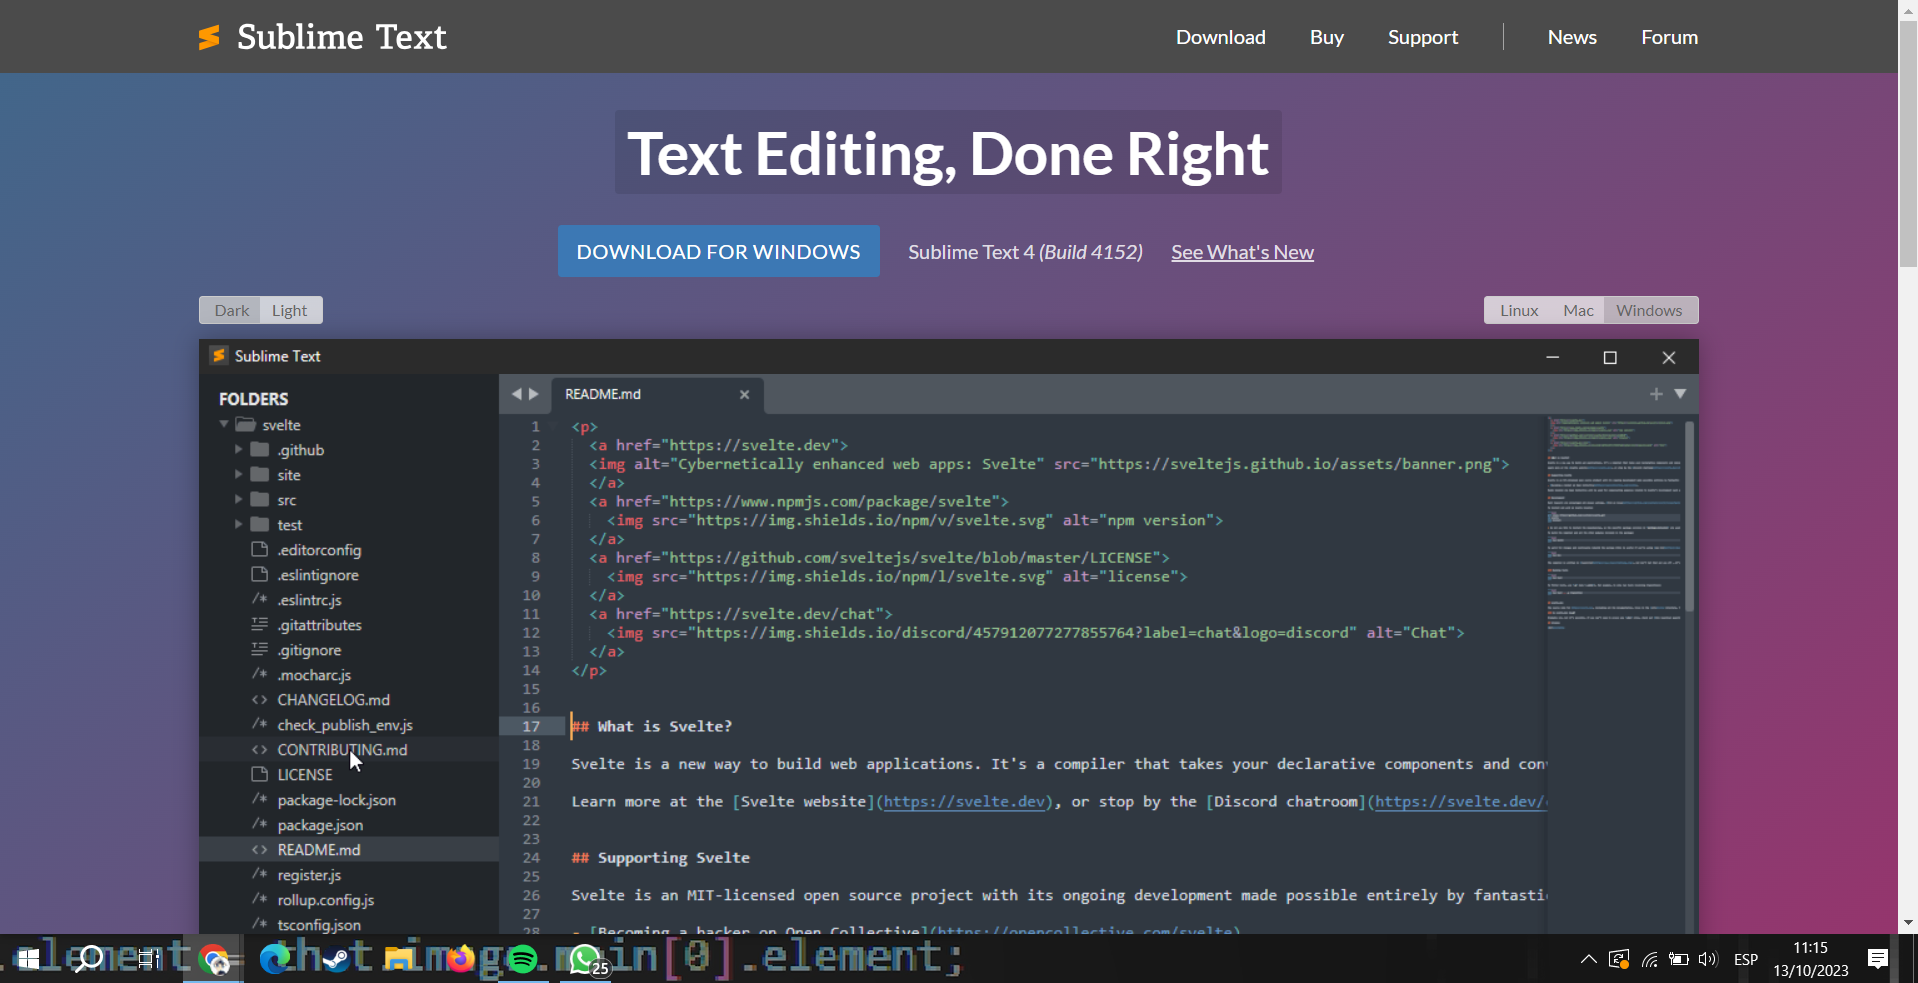 Sublime Text
Download Buy Support News Forum
Text Editing, Done Right
DOWNLOAD FOR WINDOWS Sublime Text 4 (Build 4152) See What's New
Dark Light Linux Mac Windows
Sublime Text
FOLDERS
svelte
.github
site
src
test
.editorconfig
.eslintignore
.eslintrc.js
.gitattributes
.gitignore
.mocharc.js
CHANGELOG.md
check_publish_env.js
CONTRIBUTING.md
LICENSE
package-lock.json
package.json
README.md
register.js
rollup.config.js
tsconfig.json
README.md
1 <p>
2 <a href="https://svelte.dev">
3 <img alt="Cybernetically enhanced web apps: Svelte" src="https://sveltejs.github.io/assets/banner.png">
4 </a>
5 <a href="https://www.npmjs.com/package/svelte">
6 <img src="https://img.shields.io/npm/v/svelte.svg" alt="npm version">
7 </a>
8 <a href="https://github.com/sveltejs/svelte/blob/master/LICENSE">
9 <img src="https://img.shields.io/npm/l/svelte.svg" alt="license">
10 </a>
11 <a href="https://svelte.dev/chat">
12 <img src="https://img.shields.io/discord/457912077277855764?label=chat&logo=discord" alt="Chat">
13 </a>
14 </p>
15
16
17 ## What is Svelte?
18
19 Svelte is a new way to build web applications. It's a compiler that takes your declarative components and con
20
21 Learn more at the [Svelte website](https://svelte.dev), or stop by the [Discord chatroom](https://svelte.dev/
22
23
24 ## Supporting Svelte
25
26 Svelte is an MIT-licensed open source project with its ongoing development made possible entirely by fantasti
27
28 - [Becoming a backer on Open Collective](https://opencollective.com/svelte)
.element = that.image.main[0].element;
25
ESP
11:15
13/10/2023